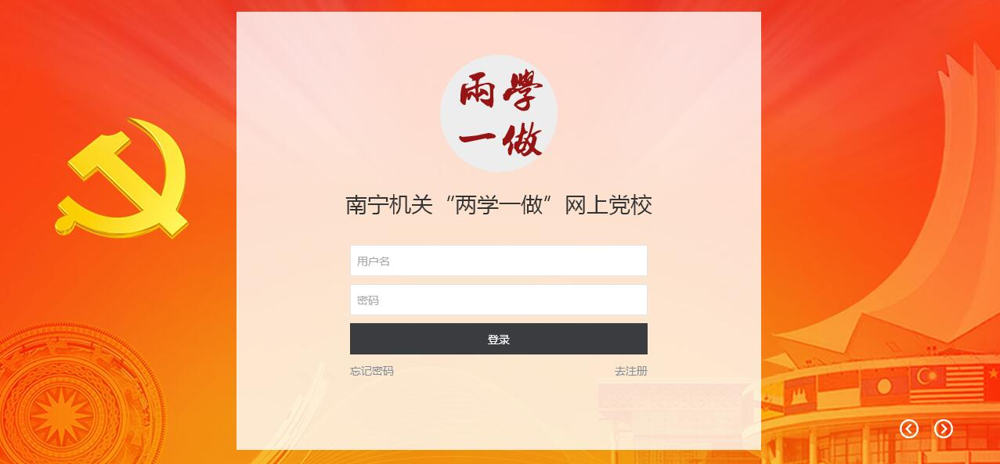 兩學
一做
南宁机关“两学一做”网上党校
用户名
密码
登录
忘记密码 去注册